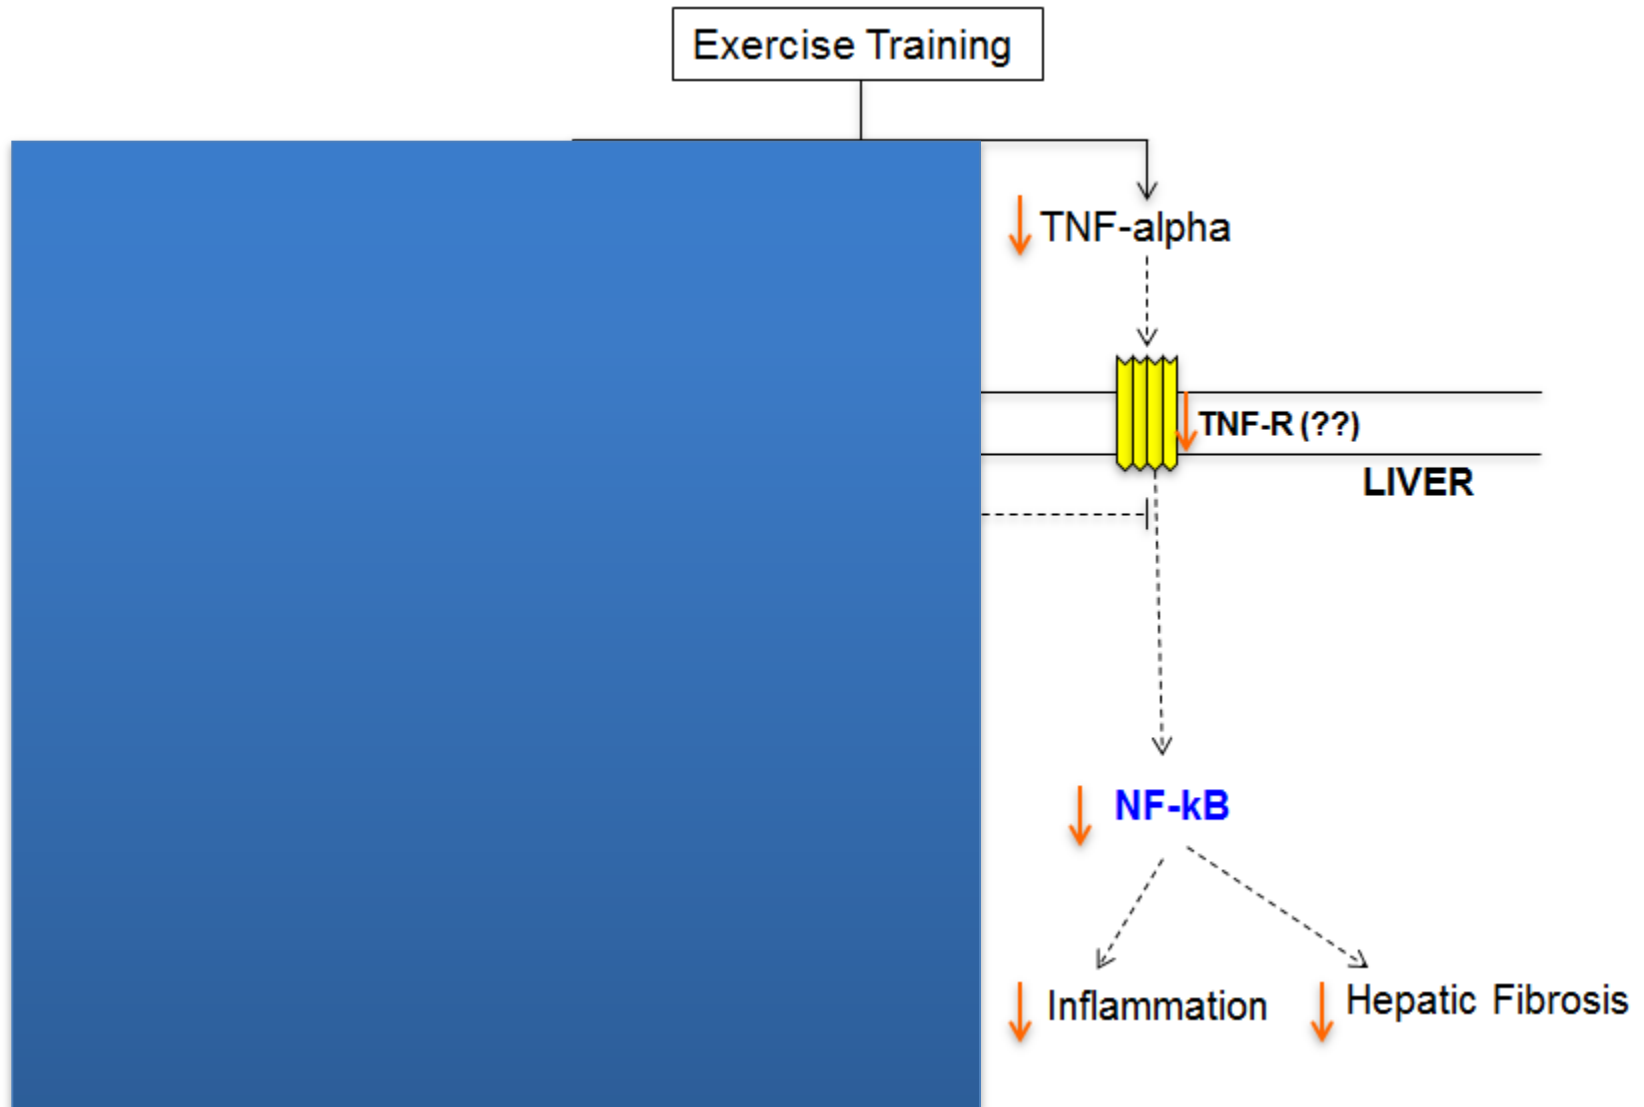 Exercise Training
TNF-alpha
TNF-R (??)
LIVER
NF-kB
Inflammation
Hepatic Fibrosis